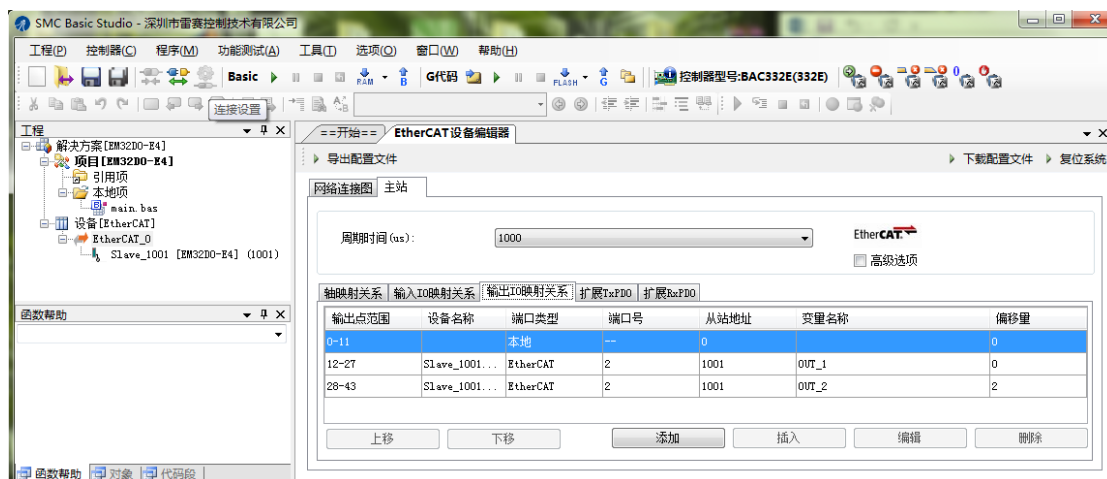 SMC Basic Studio - 深圳市雷赛控制技术有限公司
工程(P) 控制器(C) 程序(M) 功能测试(A) 工具(T) 选项(O) 窗口(W) 帮助(H)
Basic RAM B G代码 FLASH G 控制器型号:BAC332E(332E)
连接设置
工程
解决方案[EM32DO-E4]
项目[EM32DO-E4]
引用项
本地项
main.bas
设备[EtherCAT]
EtherCAT_0
Slave_1001 [EM32DO-E4] (1001)
函数帮助
函数帮助 对象 代码段
==开始== EtherCAT设备编辑器
导出配置文件 下载配置文件 复位系统
网络连接图 主站
周期时间(us): 1000 EtherCAT
高级选项
轴映射关系 输入IO映射关系 输出IO映射关系 扩展TxPDO 扩展RxPDO
输出点范围 设备名称 端口类型 端口号 从站地址 变量名称 偏移量
0-11 本地 -- 0 0
12-27 Slave_1001... EtherCAT 2 1001 OUT_1 0
28-43 Slave_1001... EtherCAT 2 1001 OUT_2 2
上移 下移 添加 插入 编辑 删除